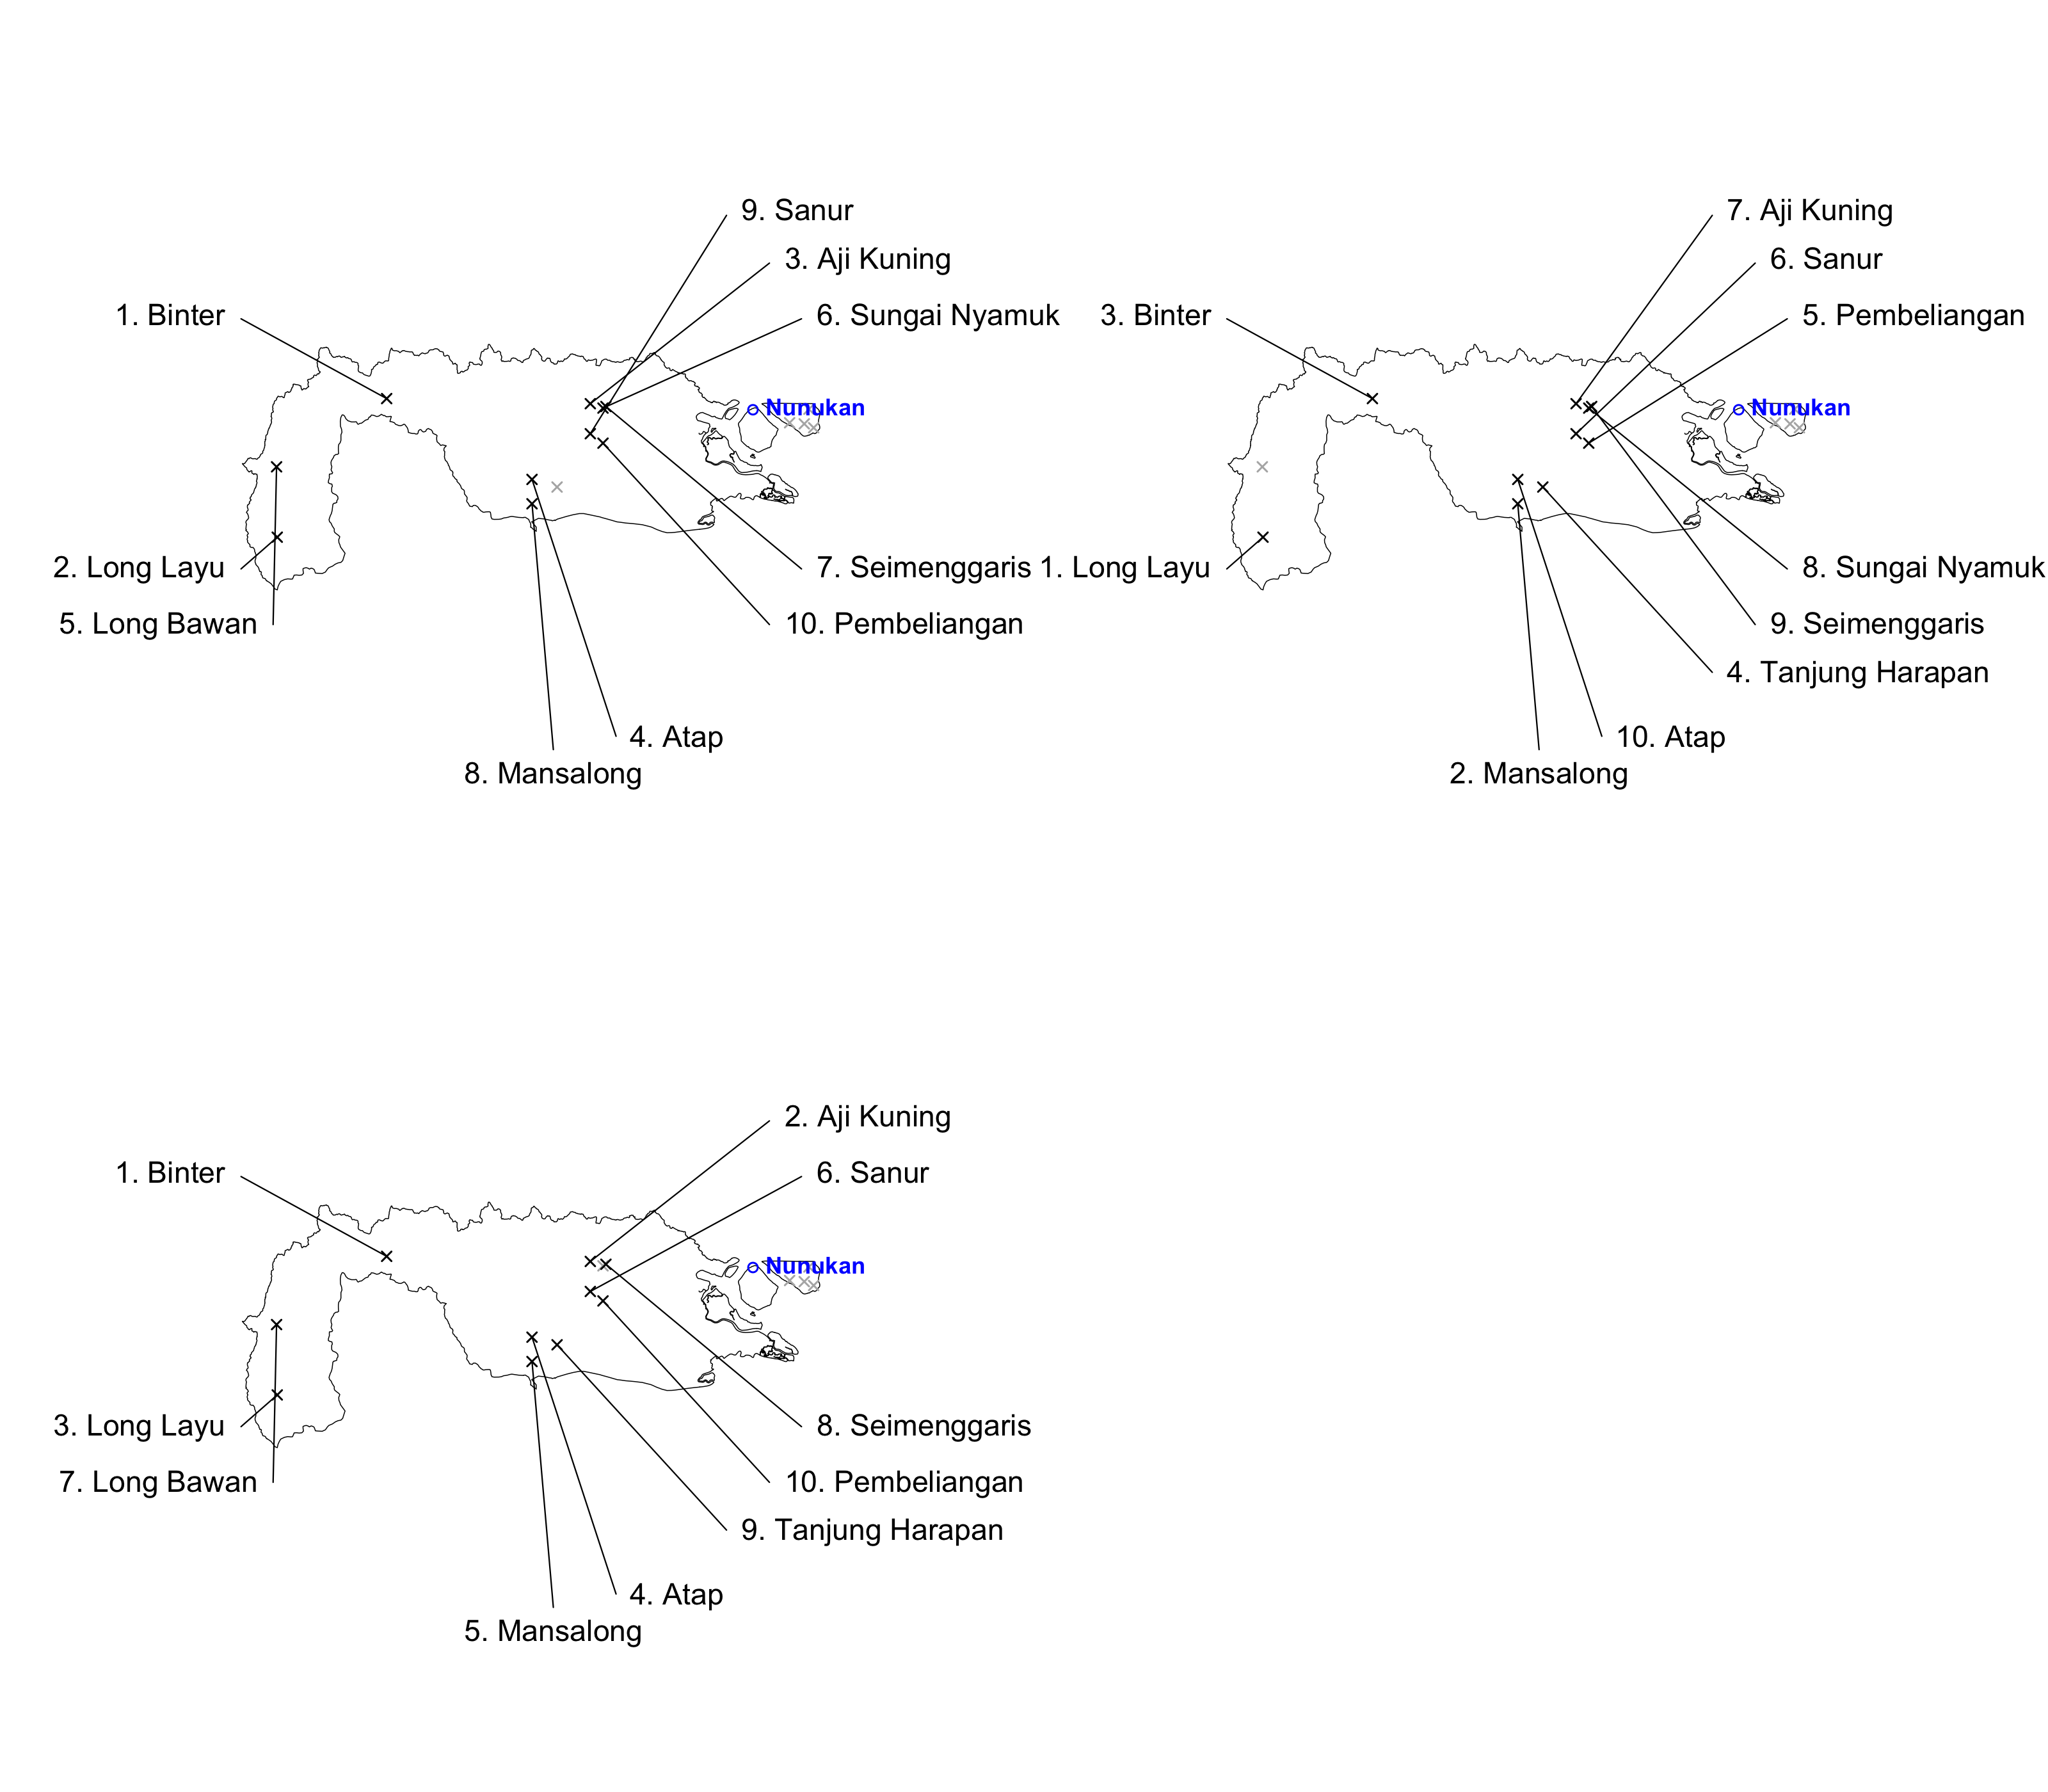 9. Sanur
3. Aji Kuning
1. Binter
6. Sungai Nyamuk
Nunukan
2. Long Layu
7. Seimenggaris
5. Long Bawan
10. Pembeliangan
4. Atap
8. Mansalong
7. Aji Kuning
6. Sanur
3. Binter
5. Pembeliangan
Nunukan
1. Long Layu
8. Sungai Nyamuk
9. Seimenggaris
4. Tanjung Harapan
10. Atap
2. Mansalong
2. Aji Kuning
1. Binter
6. Sanur
Nunukan
3. Long Layu
8. Seimenggaris
7. Long Bawan
10. Pembeliangan
9. Tanjung Harapan
4. Atap
5. Mansalong